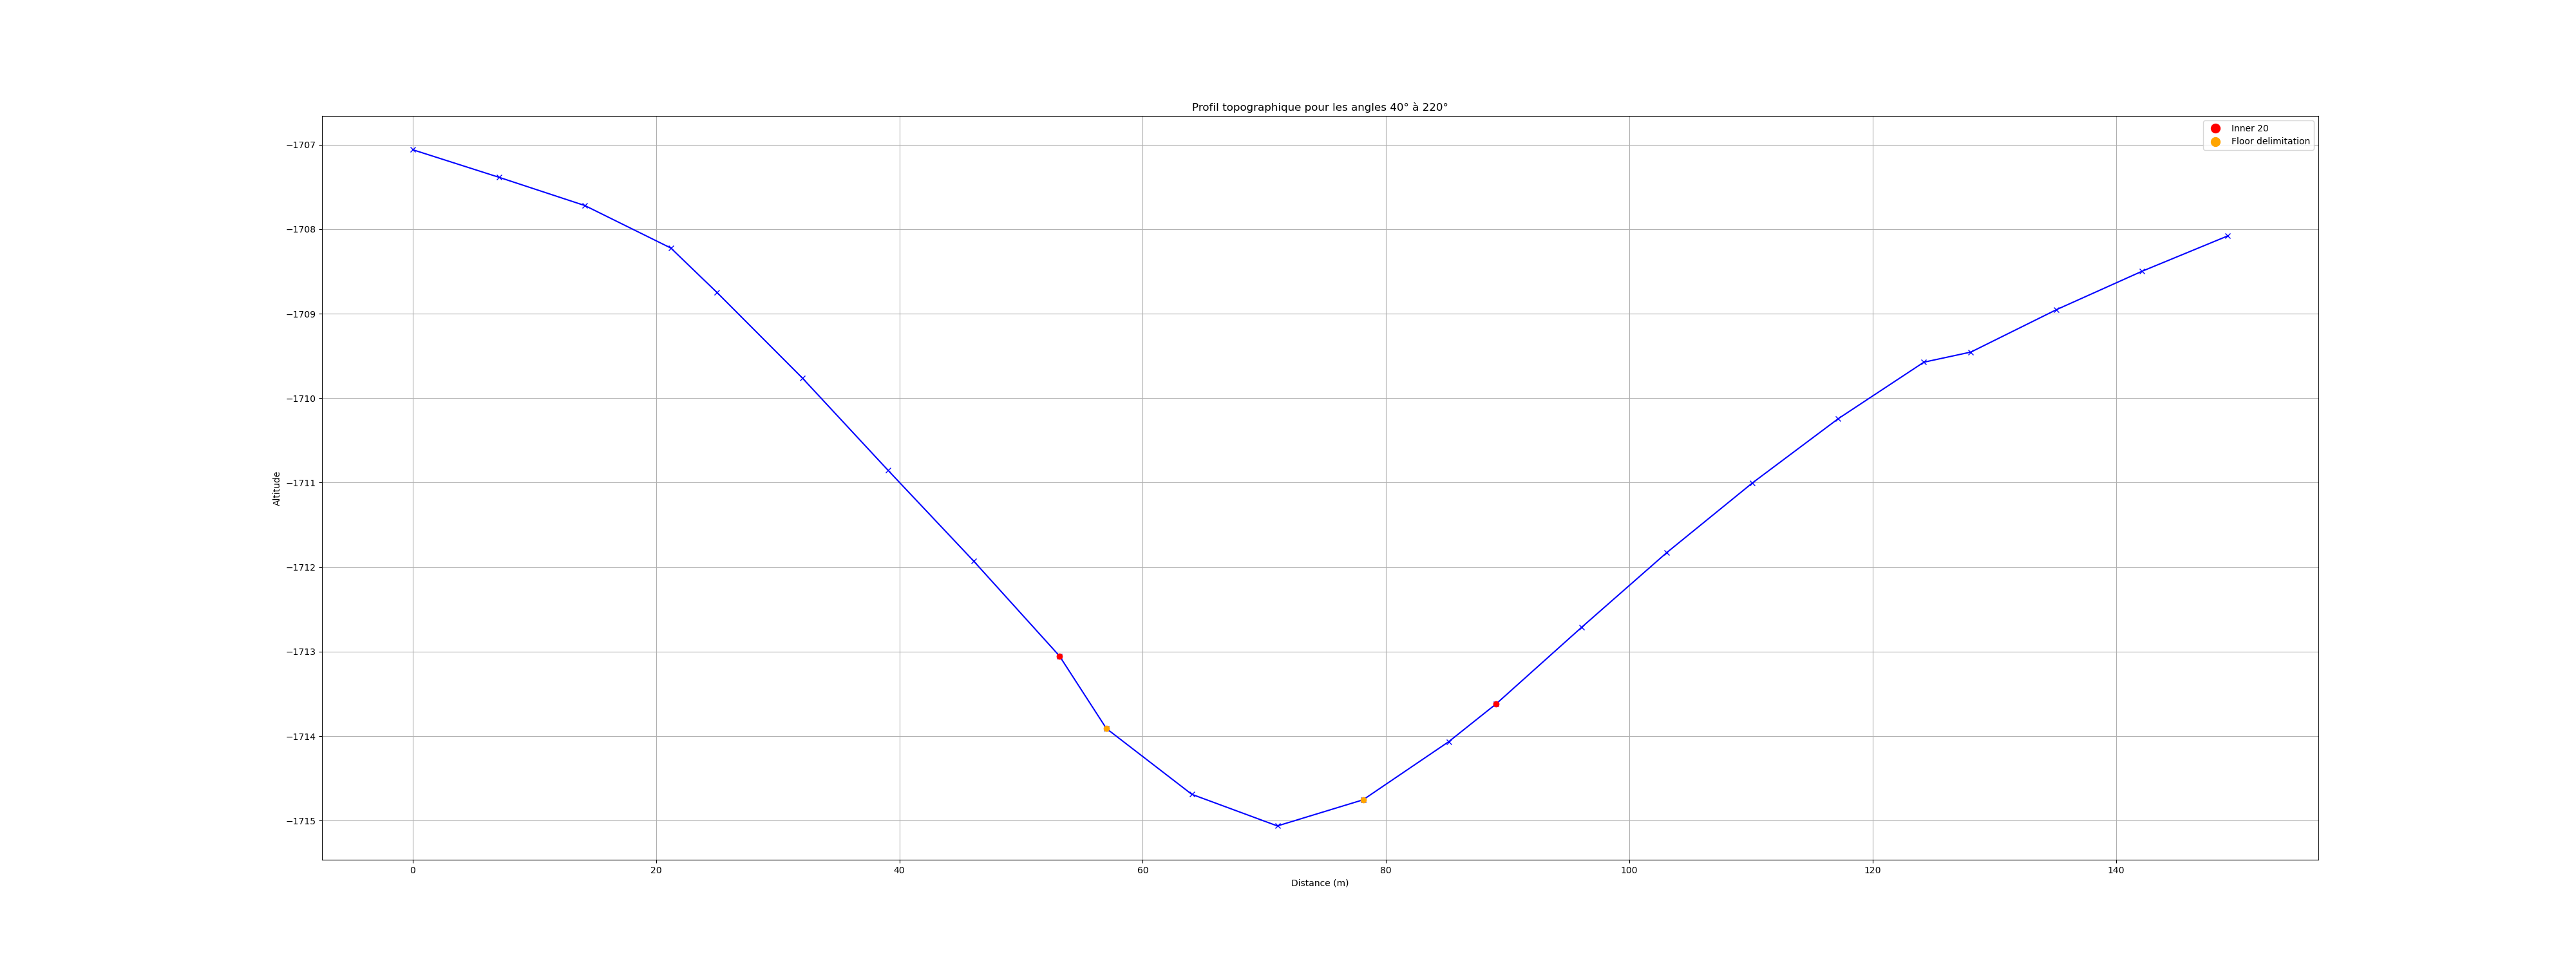 Profil topographique pour les angles 40° à 220°
Inner 20
Floor delimitation
Altitude
−1707
−1708
−1709
−1710
−1711
−1712
−1713
−1714
−1715
0 20 40 60 80 100 120 140
Distance (m)